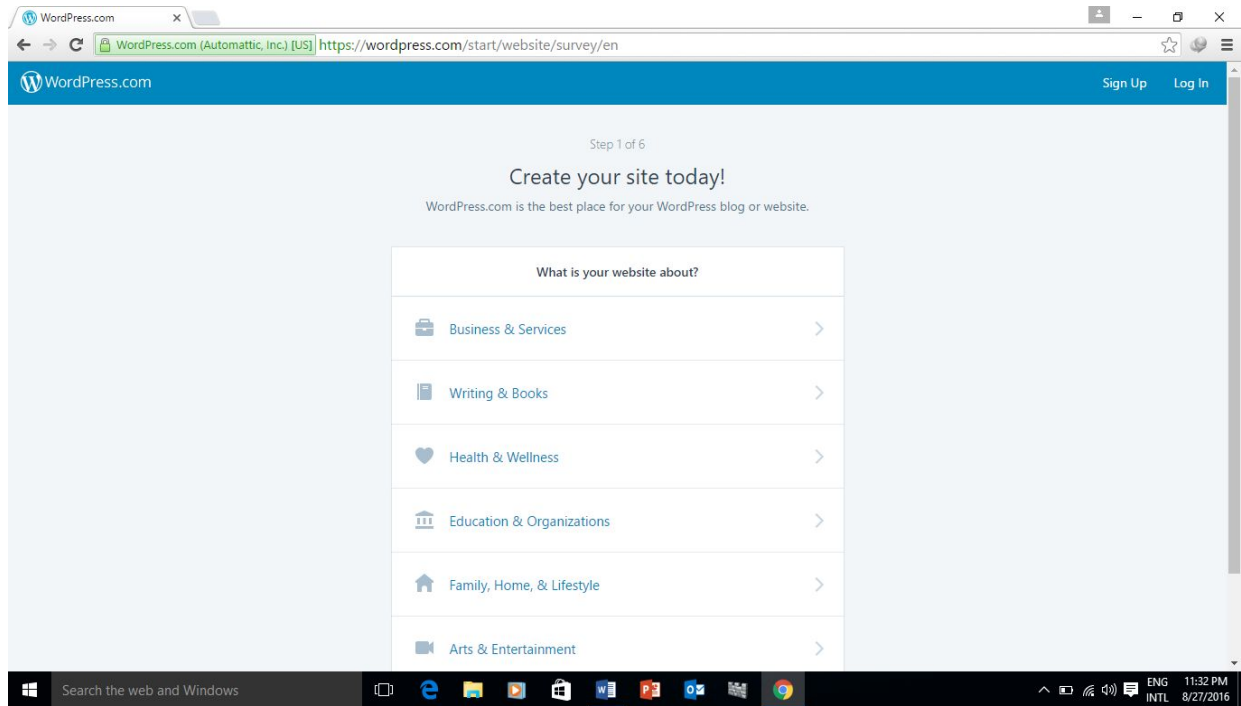 WordPress.com
WordPress.com (Automattic, Inc.) [US] https://wordpress.com/start/website/survey/en
WordPress.com Sign Up Log In
Step 1 of 6
Create your site today!
WordPress.com is the best place for your WordPress blog or website.
What is your website about?
Business & Services
Writing & Books
Health & Wellness
Education & Organizations
Family, Home, & Lifestyle
Arts & Entertainment
Search the web and Windows
ENG 11:32 PM
INTL 8/27/2016